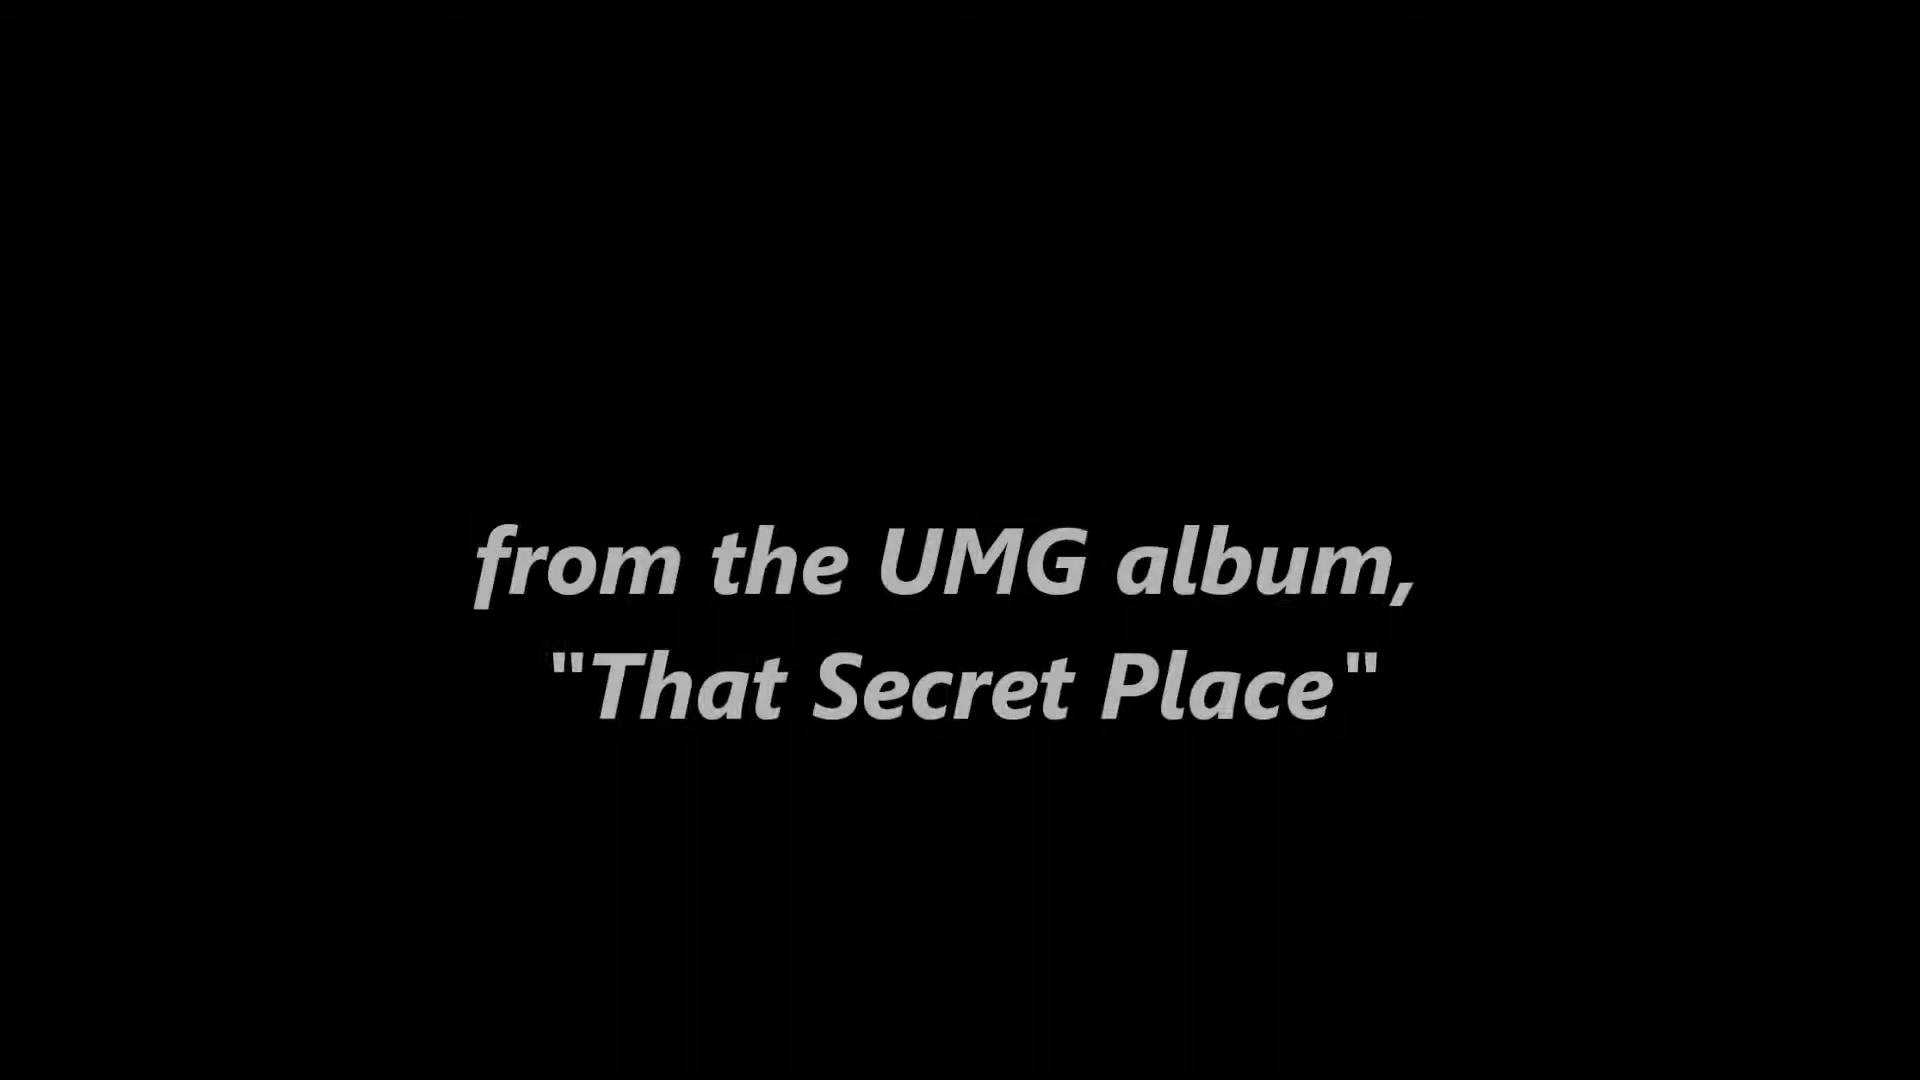 from the UMG album,
"That Secret Place"